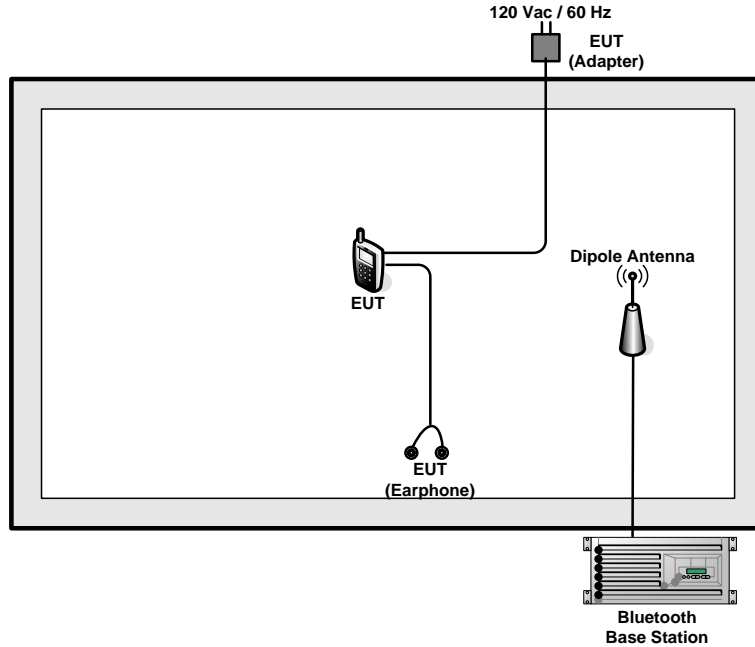 120 Vac / 60 Hz
EUT
(Adapter)
Dipole Antenna
EUT
EUT
(Earphone)
Bluetooth
Base Station